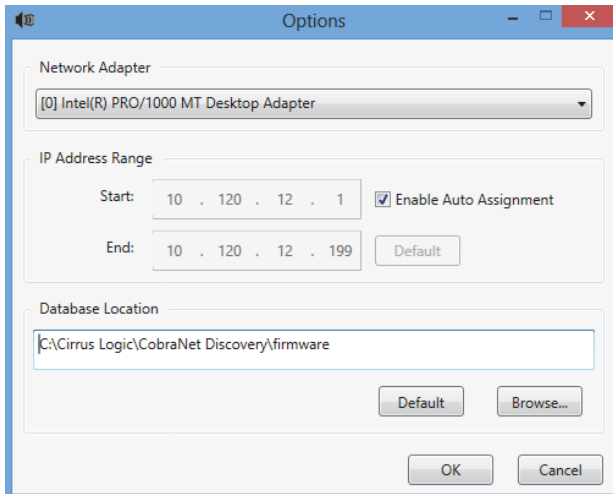 Options
Network Adapter
[0] Intel(R) PRO/1000 MT Desktop Adapter
IP Address Range
Start: 10 . 120 . 12 . 1 Enable Auto Assignment
End: 10 . 120 . 12 . 199 Default
Database Location
C:\Cirrus Logic\CobraNet Discovery\firmware
Default Browse...
OK Cancel